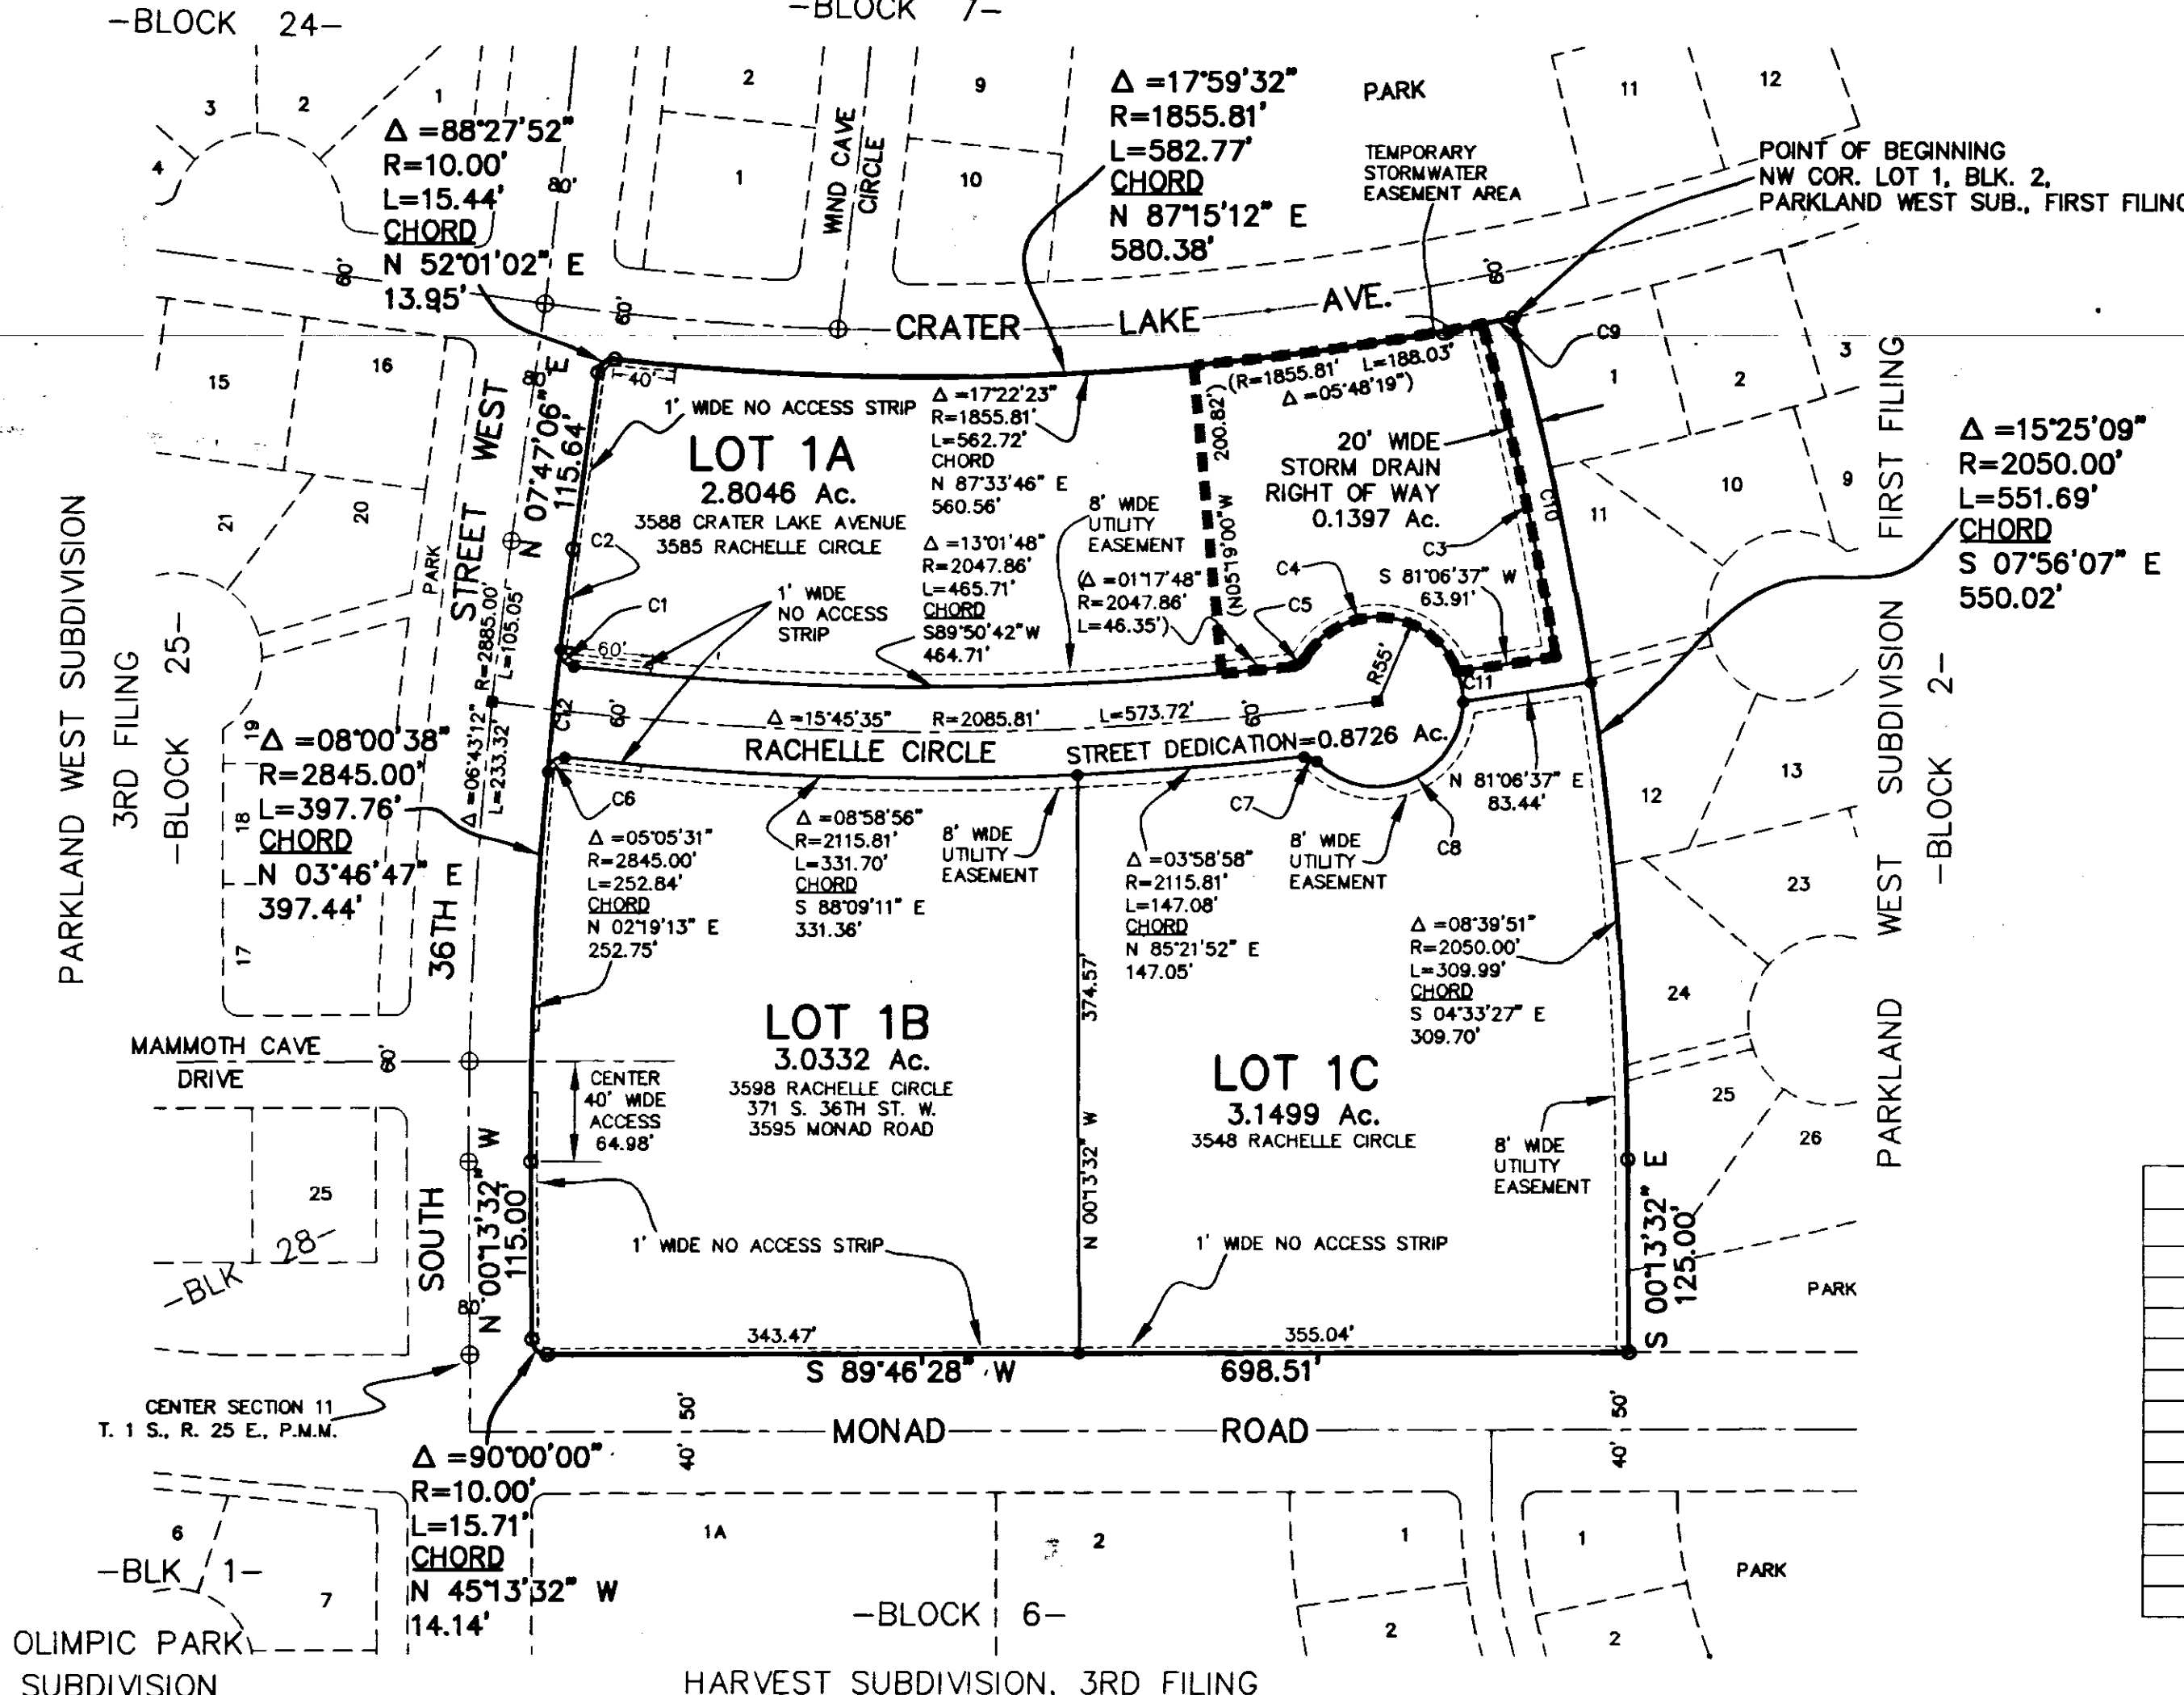 -BLOCK 24-
-BLOCK 7-
3
2
1
4
Δ =88°27'52"
R=10.00'
L=15.44'
CHORD
N 52°01'02" E
13.95'
80'
60'
2
1
WIND CAVE
CIRCLE
9
10
Δ =17°59'32"
R=1855.81'
L=582.77'
CHORD
N 87°15'12" E
580.38'
PARK
11
12
TEMPORARY
STORMWATER
EASEMENT AREA
POINT OF BEGINNING
NW COR. LOT 1, BLK. 2,
PARKLAND WEST SUB., FIRST FILING
60'
60'
CRATER LAKE AVE.
C9
15
16
21
20
PARK
80'
N 07°47'06" E
115.64'
40'
1' WIDE NO ACCESS STRIP
LOT 1A
2.8046 Ac.
3588 CRATER LAKE AVENUE
3585 RACHELLE CIRCLE
Δ =17°22'23"
R=1855.81'
L=562.72'
CHORD
N 87°33'46" E
560.56'
(R=1855.81' L=188.03'
Δ =05°48'19")
200.82')
(N05°19'00"W
20' WIDE
STORM DRAIN
RIGHT OF WAY
0.1397 Ac.
C10
C3
1
2
3
10
9
11
Δ =15°25'09"
R=2050.00'
L=551.69'
CHORD
S 07°56'07" E
550.02'
C2
C1
60'
1' WIDE
NO ACCESS
STRIP
Δ =13°01'48"
R=2047.86'
L=465.71'
CHORD
S89°50'42"W
464.71'
8' WIDE
UTILITY
EASEMENT
(Δ =01°17'48"
R=2047.86'
L=46.35')
C4
C5
S 81°06'37" W
63.91'
R55'
C11
PARKLAND WEST SUBDIVISION
3RD FILING
-BLOCK 25-
19
18
17
R=2885.00'
L=105.05'
Δ =06°43'12"
L=233.32'
C12
60'
Δ =15°45'35" R=2085.81' L=573.72'
60'
RACHELLE CIRCLE
STREET DEDICATION=0.8726 Ac.
N 81°06'37" E
83.44'
Δ =08°00'38"
R=2845.00'
L=397.76'
CHORD
N 03°46'47" E
397.44'
C6
C7
C8
Δ =05°05'31"
R=2845.00'
L=252.84'
CHORD
N 02°19'13" E
252.75'
Δ =08°58'56"
R=2115.81'
L=331.70'
CHORD
S 88°09'11" E
331.36'
8' WIDE
UTILITY
EASEMENT
Δ =03°58'58"
R=2115.81'
L=147.08'
CHORD
N 85°21'52" E
147.05'
8' WIDE
UTILITY
EASEMENT
Δ =08°39'51"
R=2050.00'
L=309.99'
CHORD
S 04°33'27" E
309.70'
12
13
23
24
25
26
PARK
PARKLAND WEST SUBDIVISION FIRST FILING
-BLOCK 2-
SOUTH 36TH STREET WEST
MAMMOTH CAVE
DRIVE
60'
CENTER
40' WIDE
ACCESS
64.98'
LOT 1B
3.0332 Ac.
3598 RACHELLE CIRCLE
371 S. 36TH ST. W.
3595 MONAD ROAD
374.57'
N 00°13'32" W
LOT 1C
3.1499 Ac.
3548 RACHELLE CIRCLE
8' WIDE
UTILITY
EASEMENT
25
-BLK 28-
N 00°13'32" W
115.00'
80'
1' WIDE NO ACCESS STRIP
1' WIDE NO ACCESS STRIP
S 00°13'32" E
125.00'
343.47'
355.04'
S 89°46'28" W 698.51'
CENTER SECTION 11
T. 1 S., R. 25 E., P.M.M.
50'
40'
MONAD ROAD
50'
40'
Δ =90°00'00"
R=10.00'
L=15.71'
CHORD
N 45°13'32" W
14.14'
6
-BLK 1-
7
1A
2
1
2
1
2
PARK
-BLOCK 6-
OLIMPIC PARK
SUBDIVISION
HARVEST SUBDIVISION, 3RD FILING